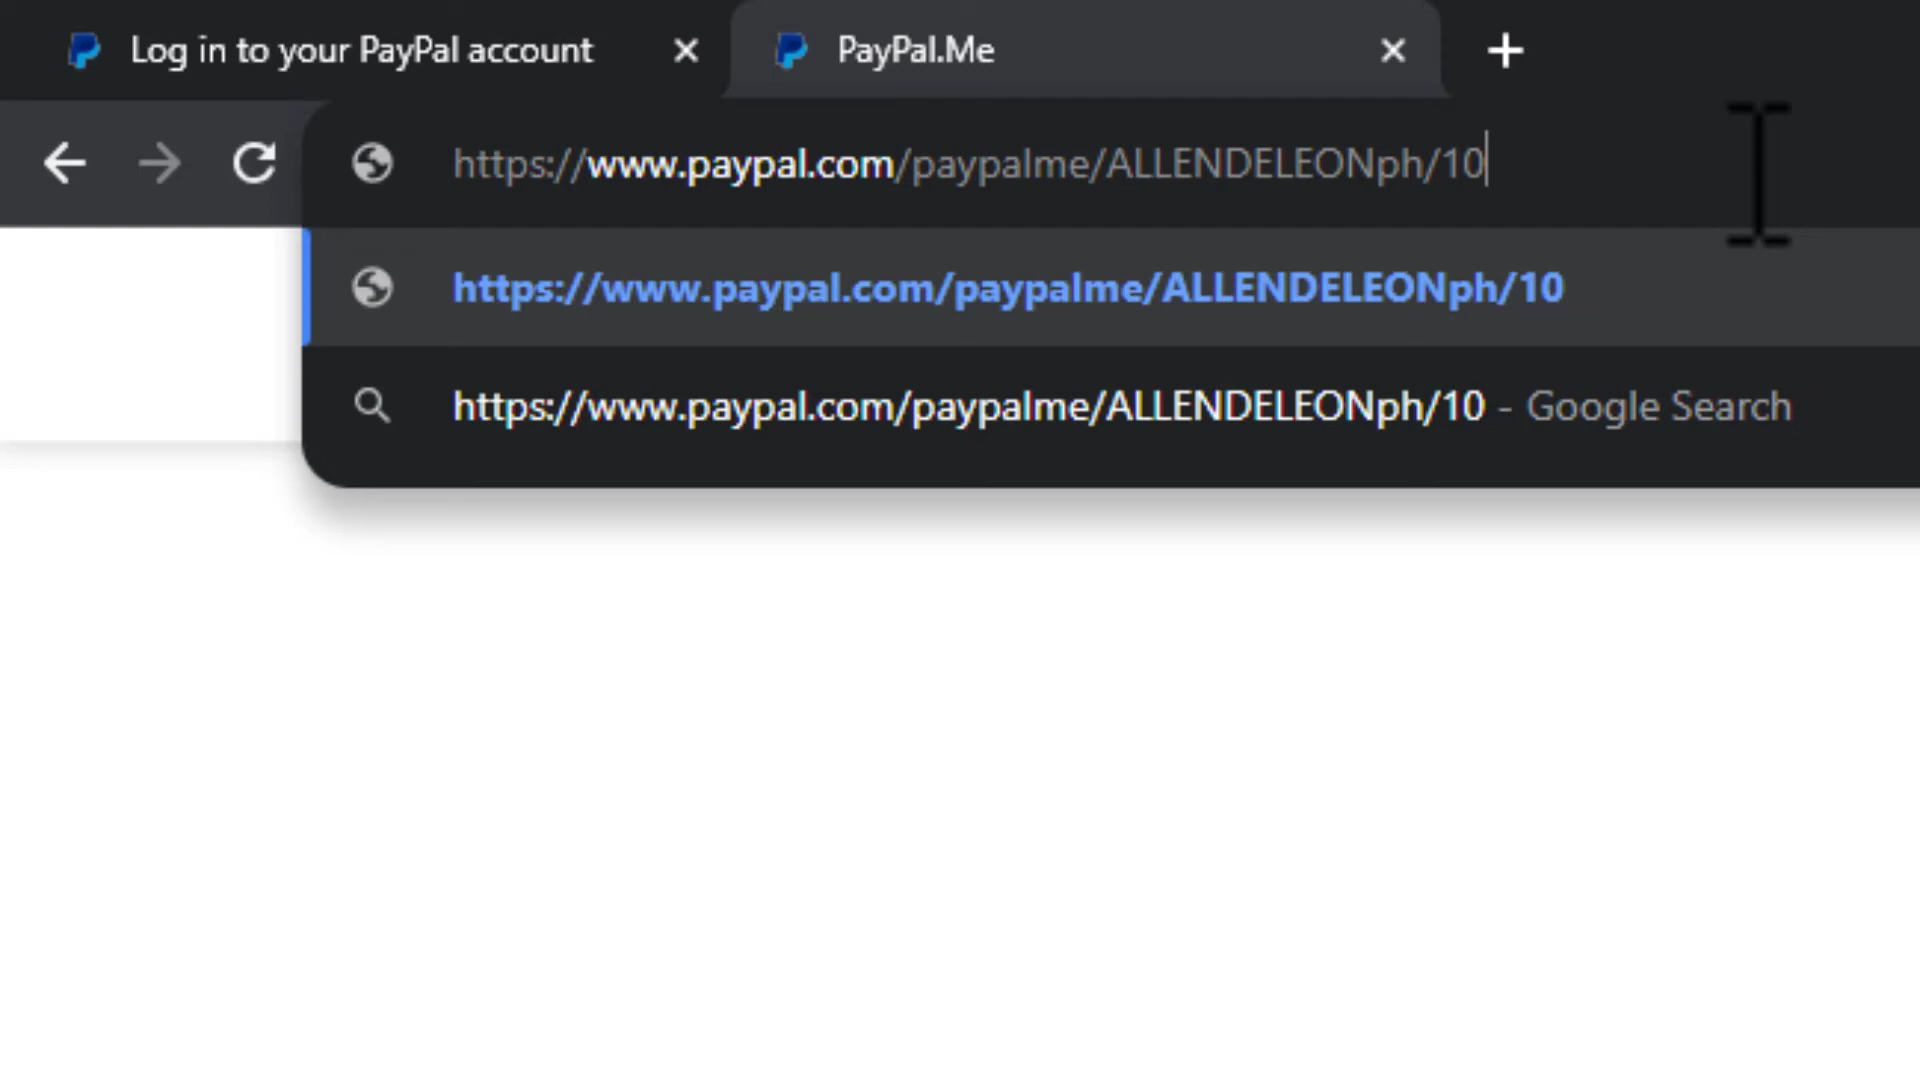 Log in to your PayPal account
PayPal.Me
https://www.paypal.com/paypalme/ALLENDELEONph/10
https://www.paypal.com/paypalme/ALLENDELEONph/10
https://www.paypal.com/paypalme/ALLENDELEONph/10 - Google Search